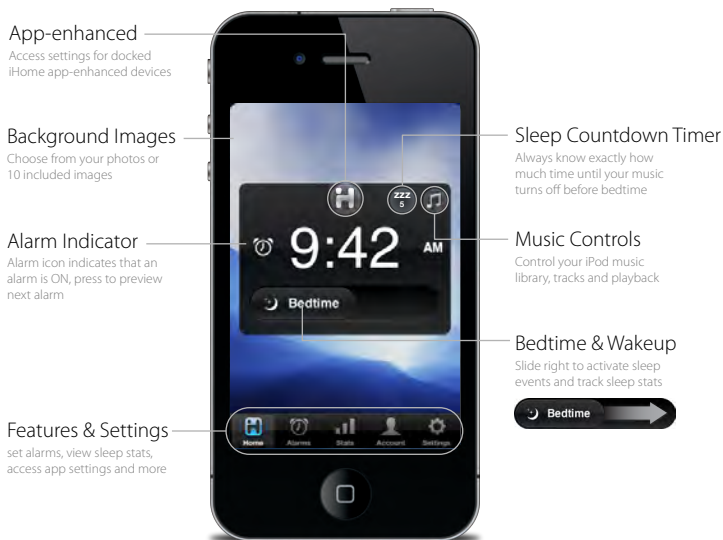 App-enhanced
Access settings for docked
iHome app-enhanced devices
Background Images
Choose from your photos or
10 included images
Alarm Indicator
Alarm icon indicates that an
alarm is ON, press to preview
next alarm
Features & Settings
set alarms, view sleep stats,
access app settings and more
zzz
5
9:42
AM
Bedtime
Home
Alarms
Stats
Account
Settings
Sleep Countdown Timer
Always know exactly how
much time until your music
turns off before bedtime
Music Controls
Control your iPod music
library, tracks and playback
Bedtime & Wakeup
Slide right to activate sleep
events and track sleep stats
Bedtime